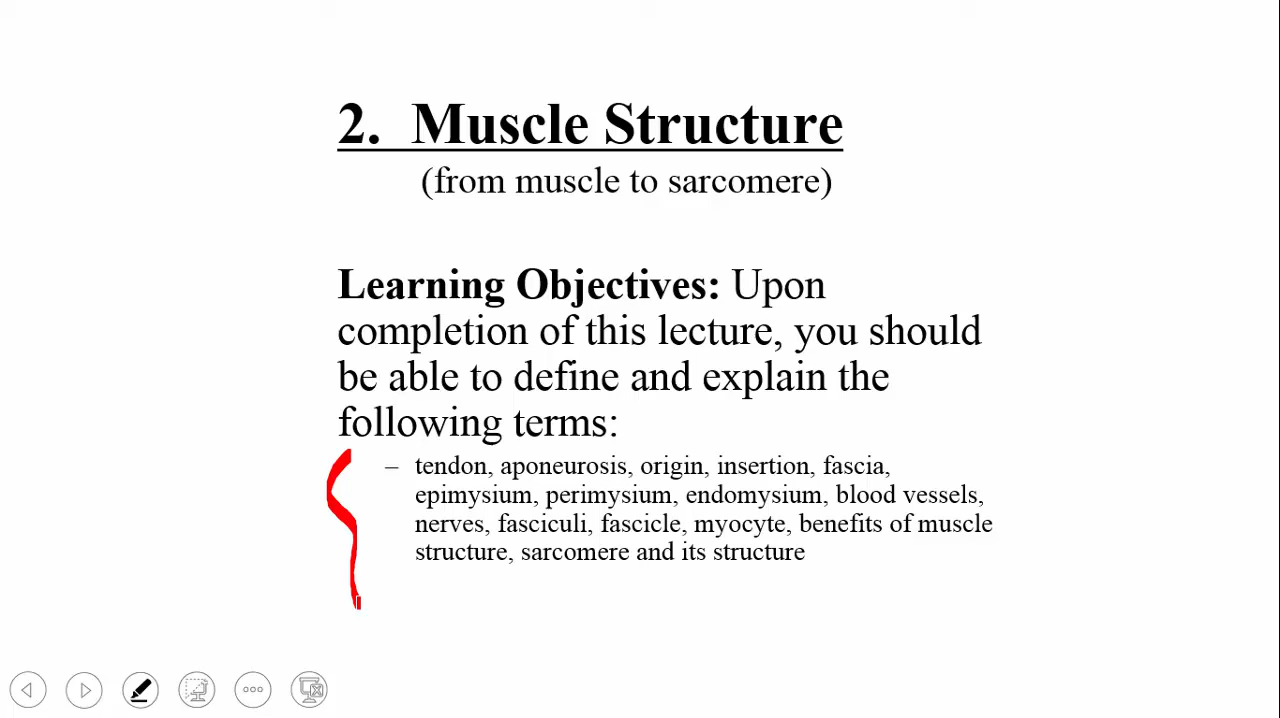 2. Muscle Structure
(from muscle to sarcomere)
Learning Objectives: Upon
completion of this lecture, you should
be able to define and explain the
following terms:
– tendon, aponeurosis, origin, insertion, fascia,
epimysium, perimysium, endomysium, blood vessels,
nerves, fasciculi, fascicle, myocyte, benefits of muscle
structure, sarcomere and its structure